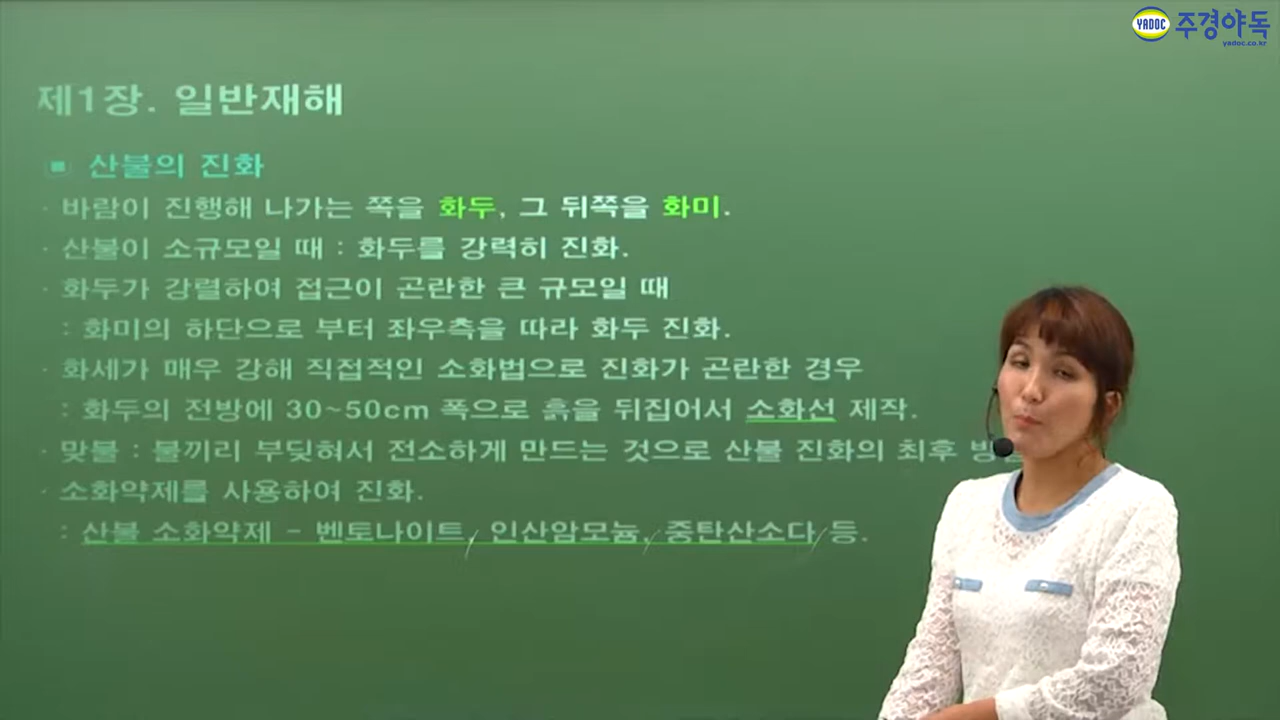 YADOC 주경야독
yadoc.co.kr
제1장. 일반재해
▣ 산불의 진화
· 바람이 진행해 나가는 쪽을 화두, 그 뒤쪽을 화미.
· 산불이 소규모일 때 : 화두를 강력히 진화.
· 화두가 강렬하여 접근이 곤란한 큰 규모일 때
: 화미의 하단으로 부터 좌우측을 따라 화두 진화.
· 화세가 매우 강해 직접적인 소화법으로 진화가 곤란한 경우
: 화두의 전방에 30~50cm 폭으로 흙을 뒤집어서 소화선 제작.
· 맞불 : 불끼리 부딪혀서 전소하게 만드는 것으로 산불 진화의 최후
· 소화약제를 사용하여 진화.
: 산불 소화약제 - 벤토나이트, 인산암모늄, 중탄산소다 등.